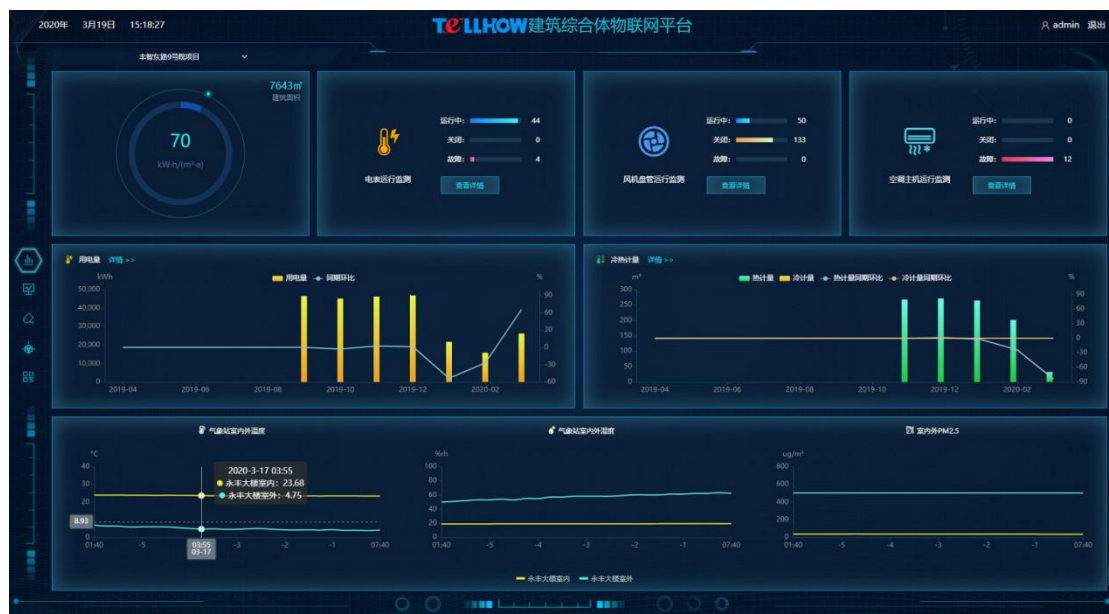 2020年 3月19日 15:18:27
TELLHOW建筑综合体物联网平台
admin 退出
丰智东路9号院项目
7643㎡
建筑面积
70
kW·h/(m²·a)
电表运行监测
运行中: 44
关闭: 0
故障: 4
查看详情
风机盘管运行监测
运行中: 50
关闭: 133
故障: 0
查看详情
空调主机运行监测
运行中: 0
关闭: 0
故障: 12
查看详情
用电量 详情 >>
kWh
用电量 同期环比
%
50,000
40,000
30,000
20,000
10,000
0
90
60
30
0
-30
-60
2019-04 2019-06 2019-08 2019-10 2019-12 2020-02
冷热计量 详情 >>
m³
热计量 冷计量 热计量同期环比 冷计量同期环比
%
300
250
200
150
100
50
0
90
60
30
0
-30
-60
-90
2019-04 2019-06 2019-08 2019-10 2019-12 2020-02
气象站室内外温度
℃
40
30
20
8.93
0
2020-3-17 03:55
永丰大楼室内: 23.68
永丰大楼室外: 4.75
01:40 -5 03:55 -3 -2 -1 07:40
03-17
气象站室内外湿度
%rh
100
80
60
40
20
0
01:40 -5 -4 -3 -2 -1 07:40
室内外PM2.5
ug/m³
800
600
400
200
0
01:40 -5 -4 -3 -2 -1 07:40
永丰大楼室内 永丰大楼室外